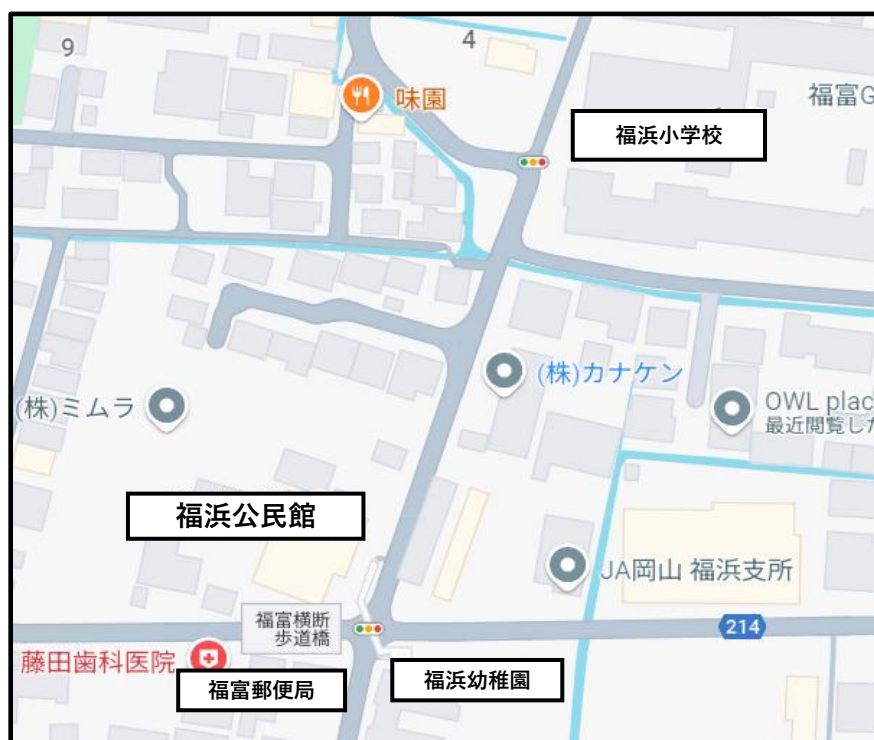 9
4
味園
福富G
福浜小学校
(株)カナケン
(株)ミムラ
OWL plac
最近閲覧した
福浜公民館
JA岡山 福浜支所
福富横断
歩道橋
214
藤田歯科医院
福富郵便局
福浜幼稚園